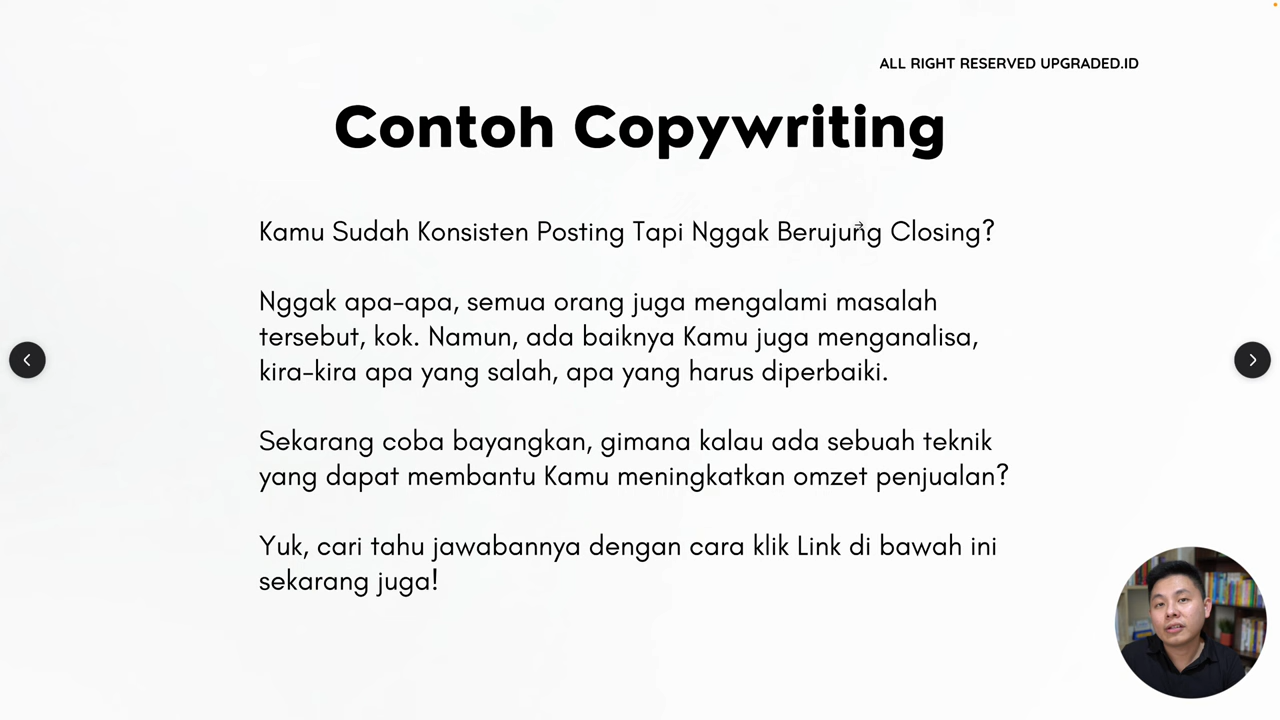 ALL RIGHT RESERVED UPGRADED.ID
Contoh Copywriting
Kamu Sudah Konsisten Posting Tapi Nggak Berujung Closing?
Nggak apa-apa, semua orang juga mengalami masalah
tersebut, kok. Namun, ada baiknya Kamu juga menganalisa,
kira-kira apa yang salah, apa yang harus diperbaiki.
Sekarang coba bayangkan, gimana kalau ada sebuah teknik
yang dapat membantu Kamu meningkatkan omzet penjualan?
Yuk, cari tahu jawabannya dengan cara klik Link di bawah ini
sekarang juga!